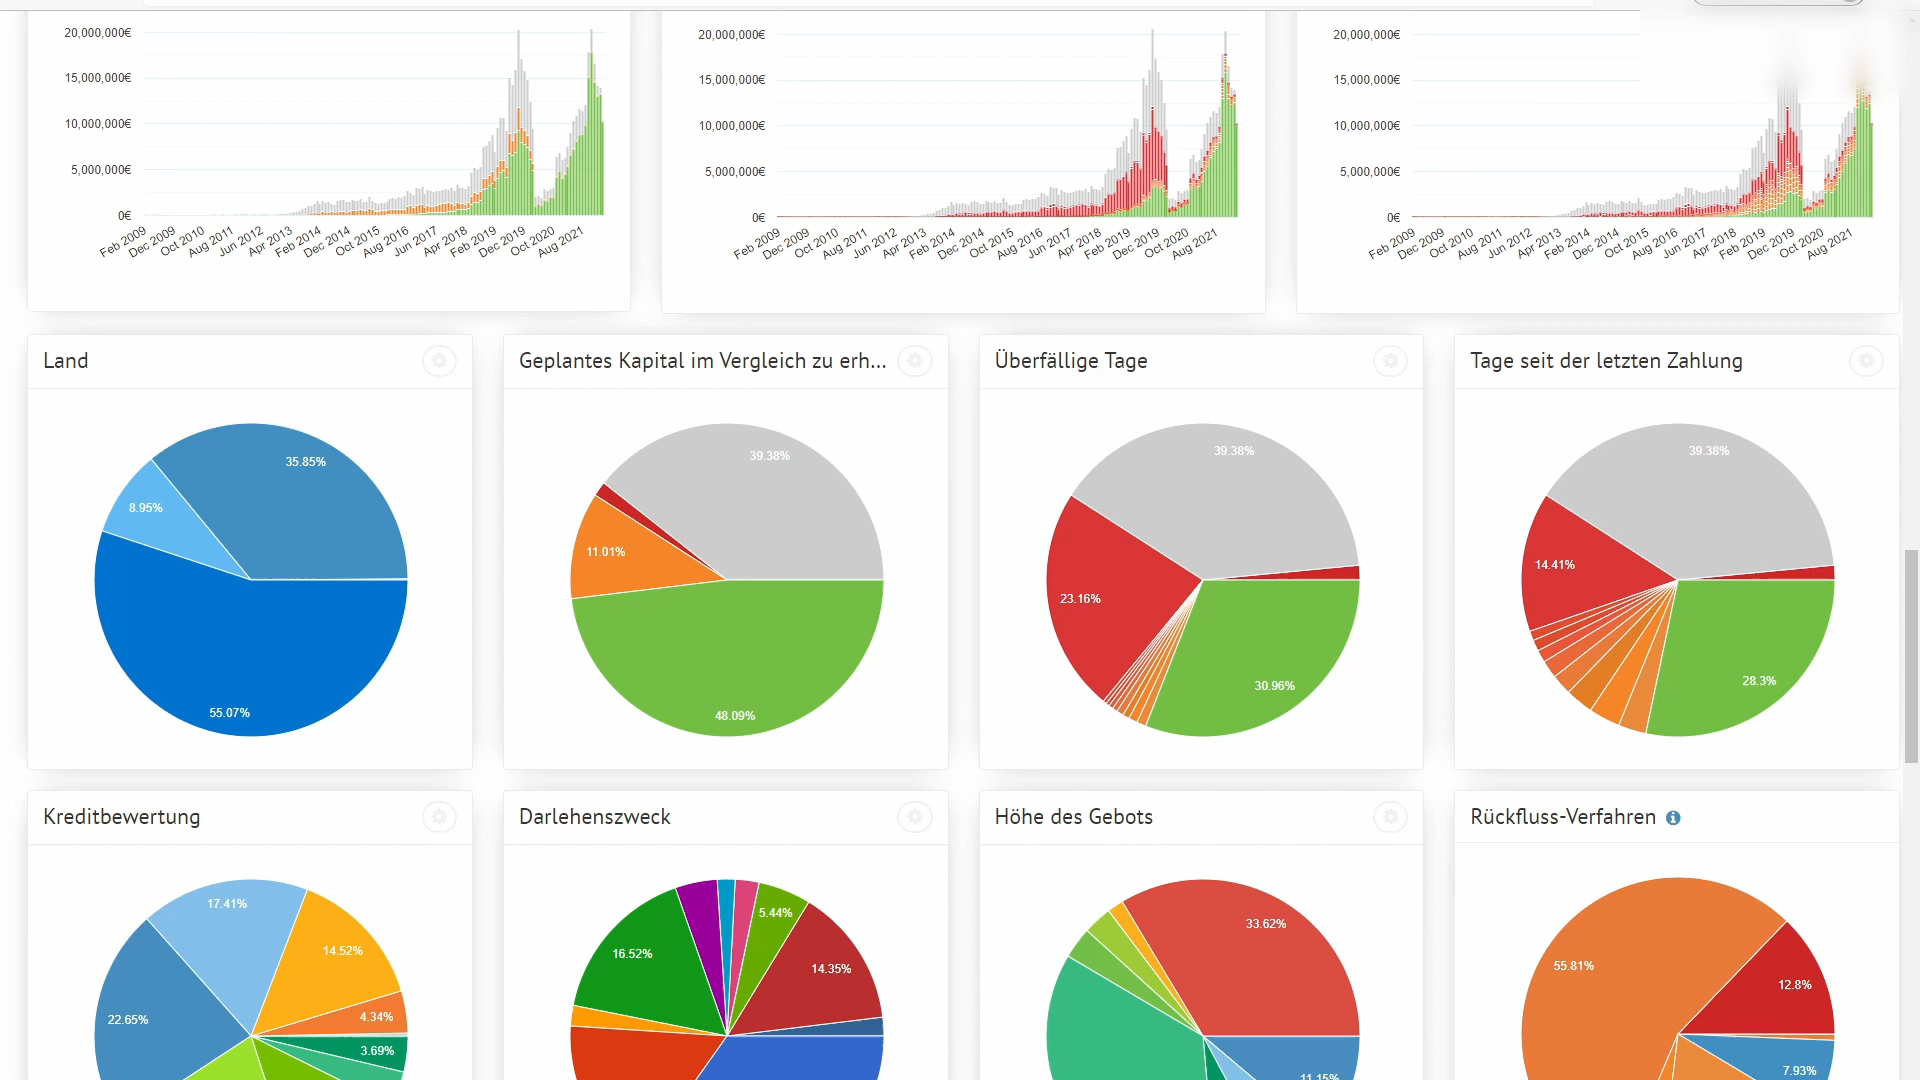 20,000,000€
15,000,000€
10,000,000€
5,000,000€
0€
Feb 2009
Dec 2009
Oct 2010
Aug 2011
Jun 2012
Apr 2013
Feb 2014
Dec 2014
Oct 2015
Aug 2016
Jun 2017
Apr 2018
Feb 2019
Dec 2019
Oct 2020
Aug 2021
20,000,000€
15,000,000€
10,000,000€
5,000,000€
0€
Feb 2009
Dec 2009
Oct 2010
Aug 2011
Jun 2012
Apr 2013
Feb 2014
Dec 2014
Oct 2015
Aug 2016
Jun 2017
Apr 2018
Feb 2019
Dec 2019
Oct 2020
Aug 2021
20,000,000€
15,000,000€
10,000,000€
5,000,000€
0€
Feb 2009
Dec 2009
Oct 2010
Aug 2011
Jun 2012
Apr 2013
Feb 2014
Dec 2014
Oct 2015
Aug 2016
Jun 2017
Apr 2018
Feb 2019
Dec 2019
Oct 2020
Aug 2021
Land
35.85%
8.95%
55.07%
Geplantes Kapital im Vergleich zu erh...
39.38%
11.01%
48.09%
Überfällige Tage
39.38%
23.16%
30.96%
Tage seit der letzten Zahlung
39.38%
14.41%
28.3%
Kreditbewertung
17.41%
14.52%
22.65%
4.34%
3.69%
Darlehenszweck
5.44%
16.52%
14.35%
Höhe des Gebots
33.62%
11.15%
Rückfluss-Verfahren
55.81%
12.8%
7.93%